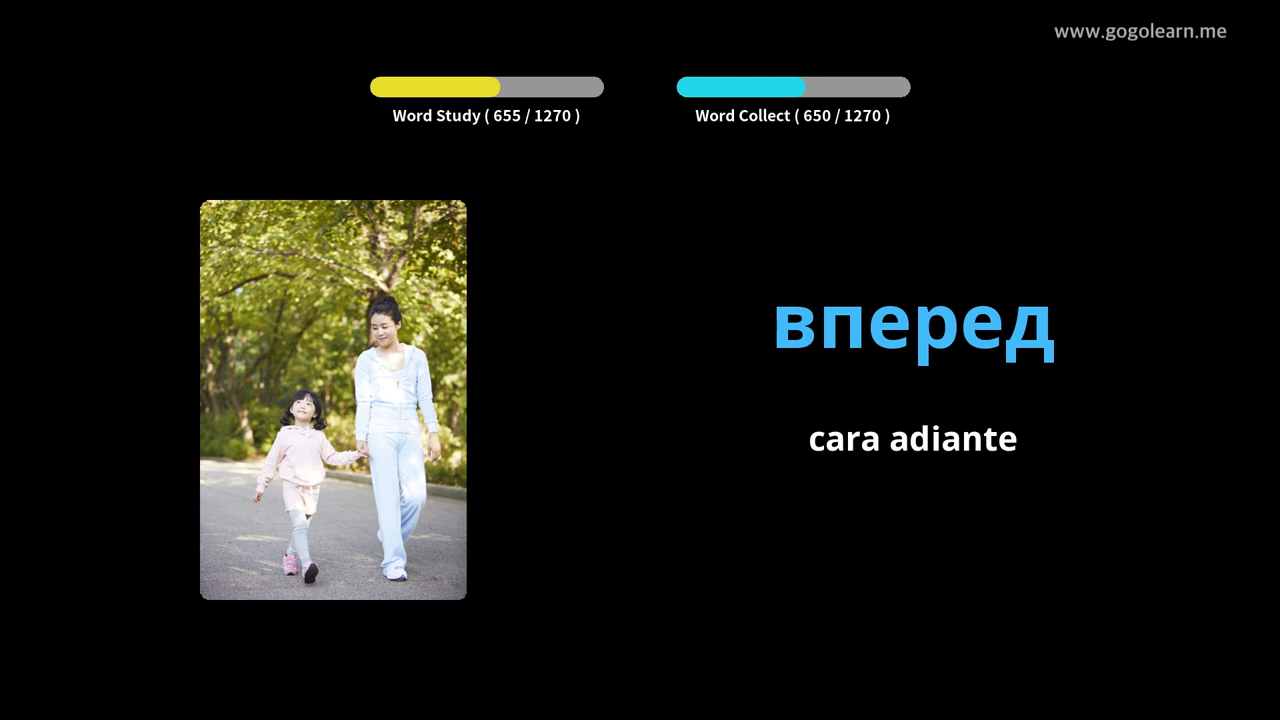 www.gogolearn.me
Word Study ( 655 / 1270 )
Word Collect ( 650 / 1270 )
вперед
cara adiante